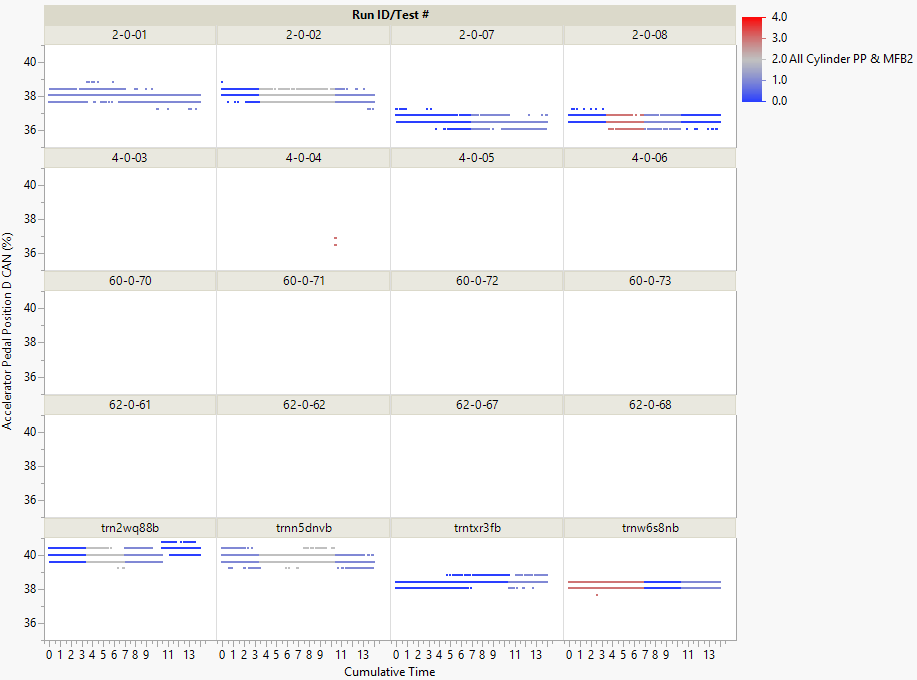 Run ID/Test #
2-0-01 2-0-02 2-0-07 2-0-08
40
38
36
4-0-03 4-0-04 4-0-05 4-0-06
40
38
36
60-0-70 60-0-71 60-0-72 60-0-73
40
38
36
62-0-61 62-0-62 62-0-67 62-0-68
40
38
36
trn2wq88b trnn5dnvb trntxr3fb trnw6s8nb
40
38
36
0 1 2 3 4 5 6 7 8 9 11 13 0 1 2 3 4 5 6 7 8 9 11 13 0 1 2 3 4 5 6 7 8 9 11 13 0 1 2 3 4 5 6 7 8 9 11 13
Cumulative Time
Accelerator Pedal Position D CAN (%)
4.0
3.0
2.0 All Cylinder PP & MFB2
1.0
0.0